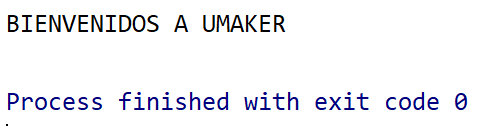 BIENVENIDOS A UMAKER
Process finished with exit code 0